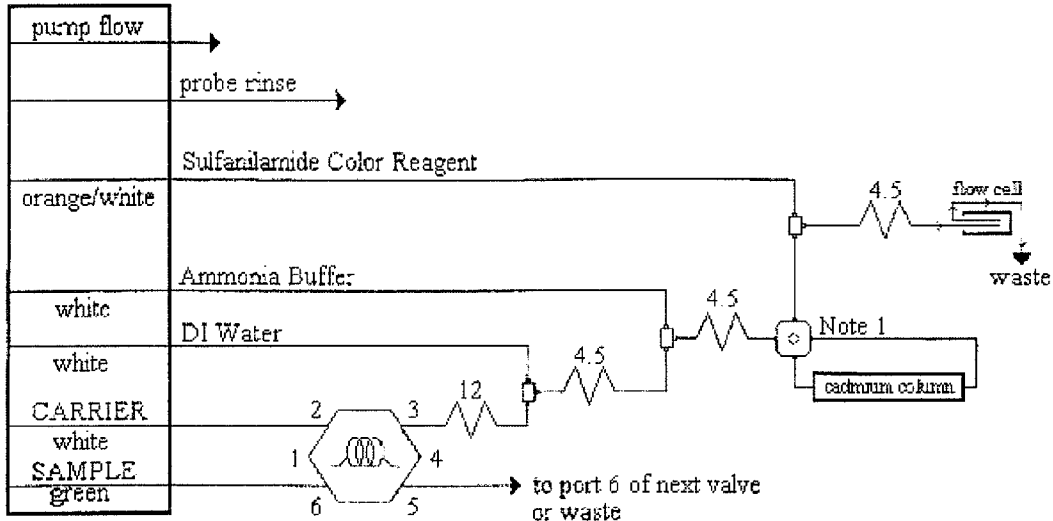 pump flow
probe rinse
Sulfanilamide Color Reagent
orange/white
4.5
flow cell
waste
Ammonia Buffer
white
4.5
Note 1
DI Water
white
4.5
cadmium column
12
CARRIER
white
2
3
1
4
SAMPLE
green
6
5
to port 6 of next valve
or waste